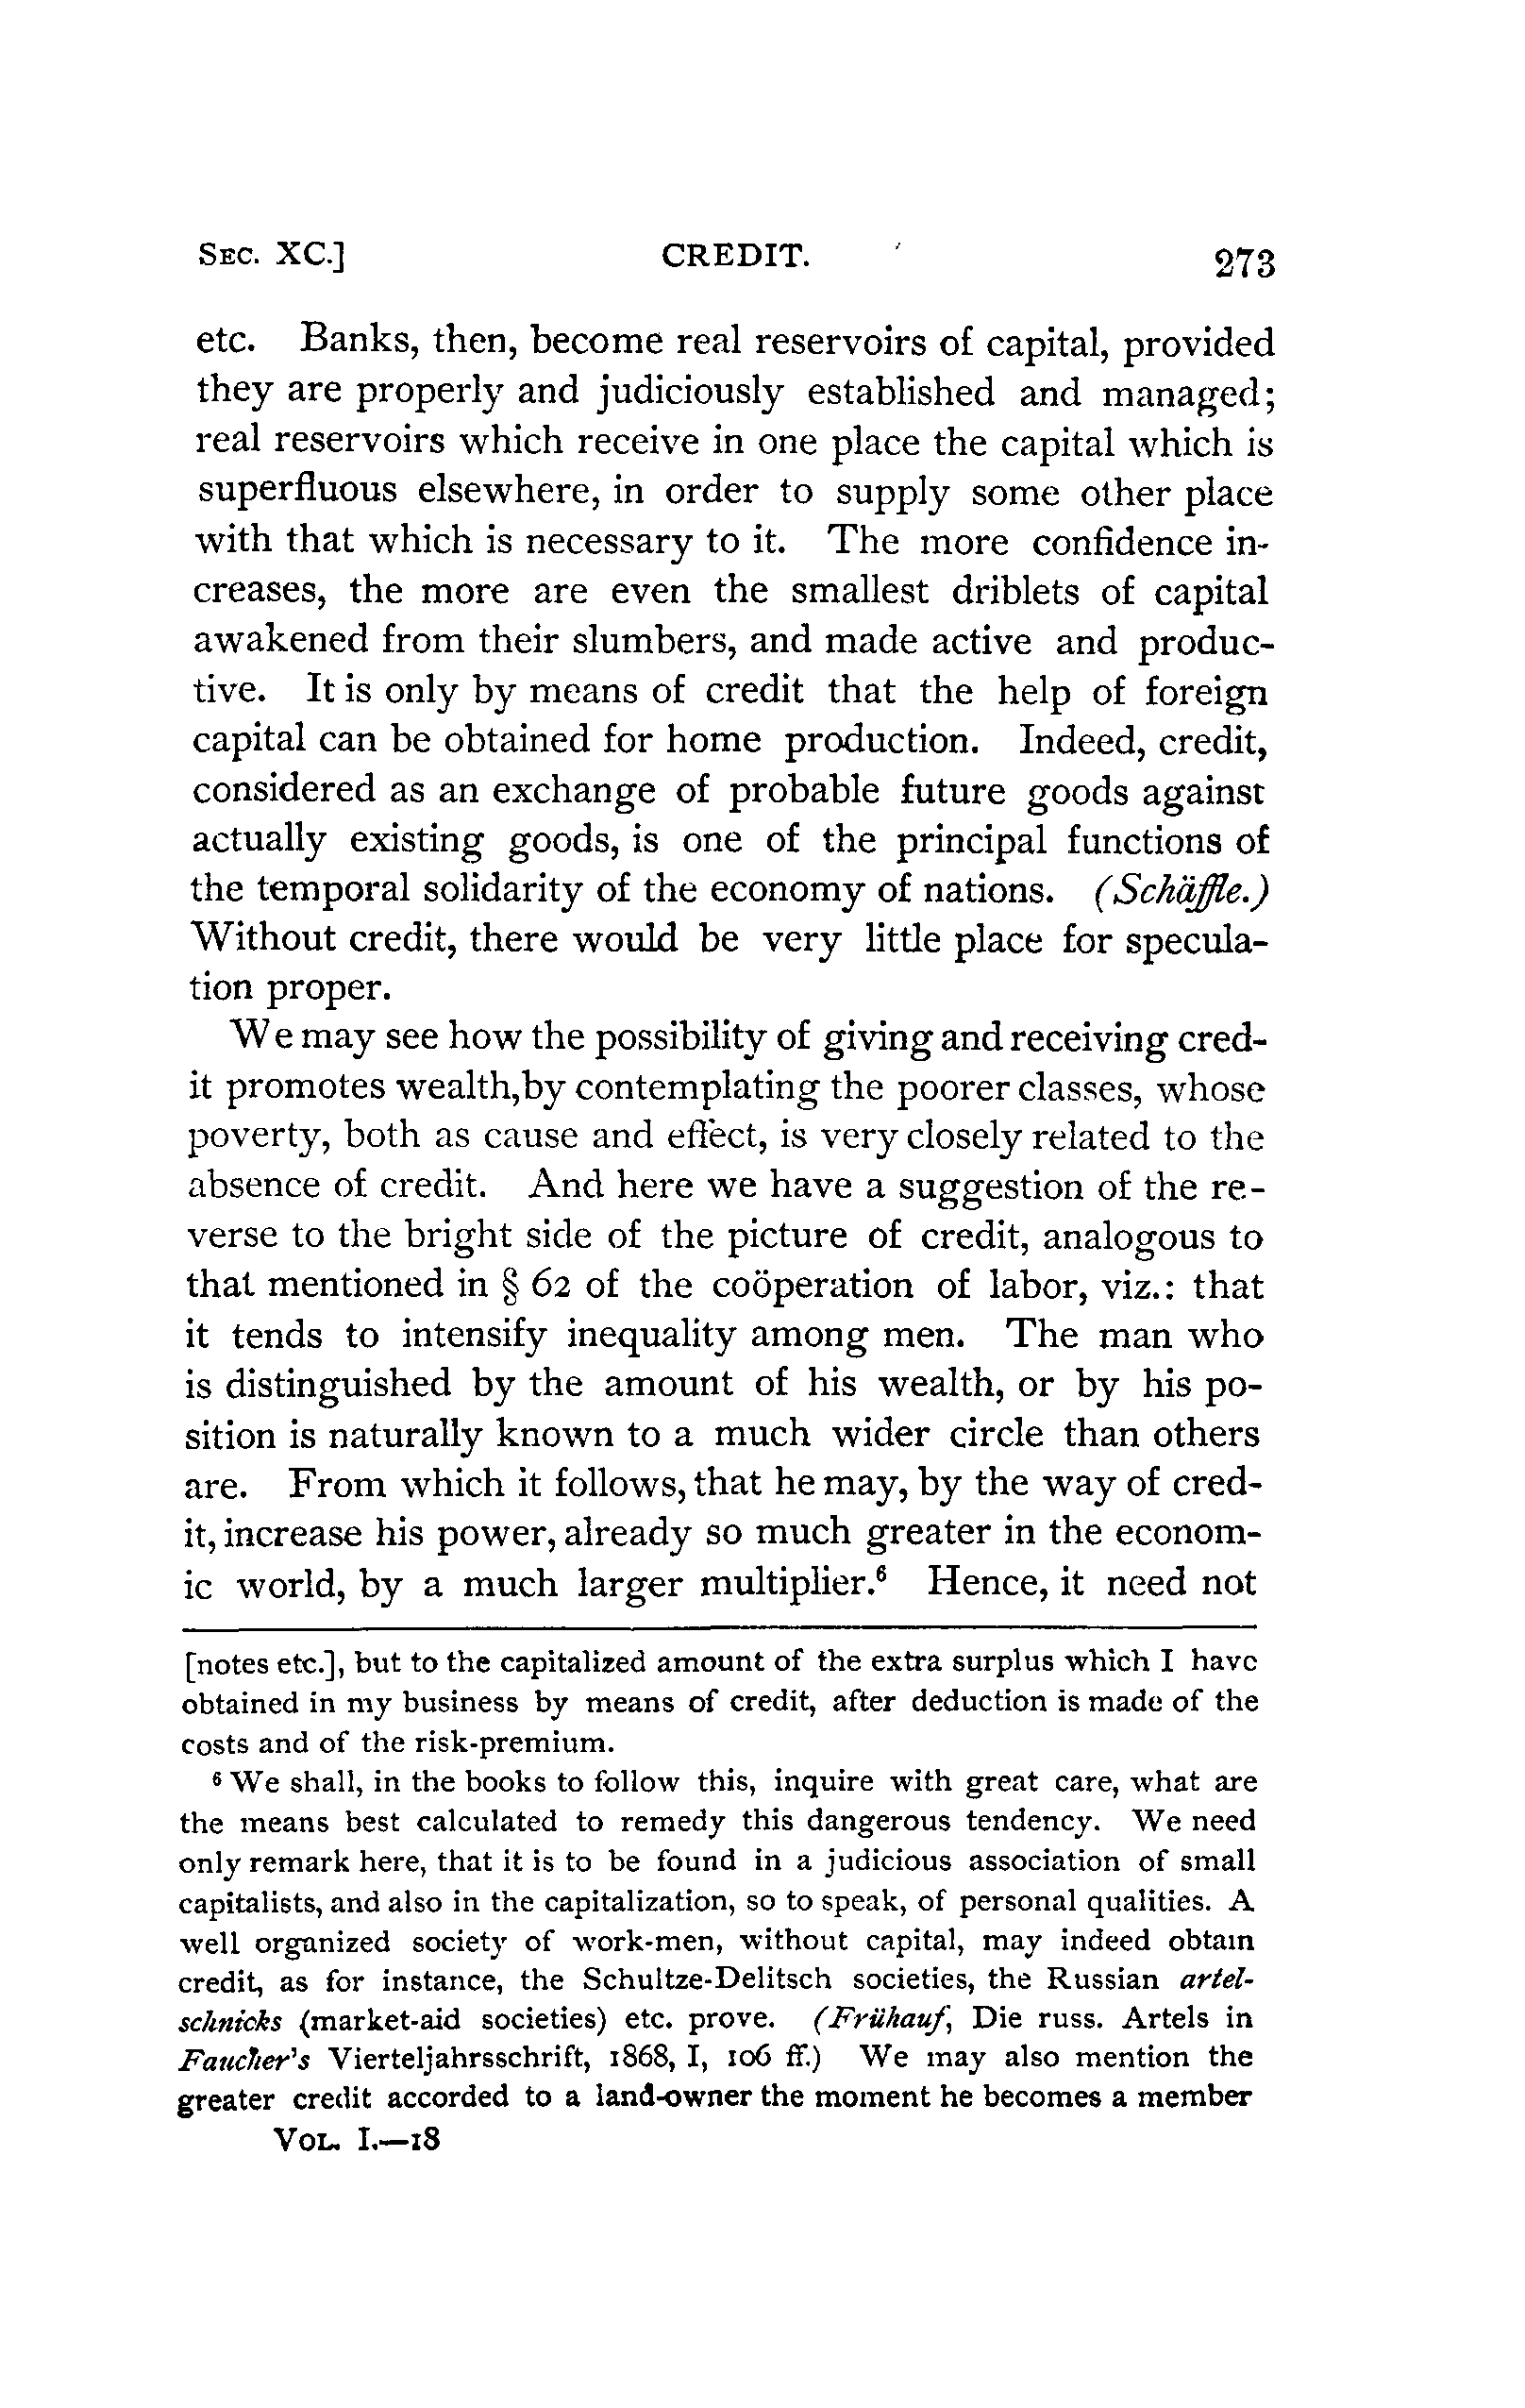 SEC. XC.] CREDIT. 273
etc. Banks, then, become real reservoirs of capital, provided
they are properly and judiciously established and managed;
real reservoirs which receive in one place the capital which is
superfluous elsewhere, in order to supply some other place
with that which is necessary to it. The more confidence in-
creases, the more are even the smallest driblets of capital
awakened from their slumbers, and made active and produc-
tive. It is only by means of credit that the help of foreign
capital can be obtained for home production. Indeed, credit,
considered as an exchange of probable future goods against
actually existing goods, is one of the principal functions of
the temporal solidarity of the economy of nations. (Schäffle.)
Without credit, there would be very little place for specula-
tion proper.
We may see how the possibility of giving and receiving cred-
it promotes wealth, by contemplating the poorer classes, whose
poverty, both as cause and effect, is very closely related to the
absence of credit. And here we have a suggestion of the re-
verse to the bright side of the picture of credit, analogous to
that mentioned in § 62 of the coöperation of labor, viz.: that
it tends to intensify inequality among men. The man who
is distinguished by the amount of his wealth, or by his po-
sition is naturally known to a much wider circle than others
are. From which it follows, that he may, by the way of cred-
it, increase his power, already so much greater in the econom-
ic world, by a much larger multiplier.⁶ Hence, it need not
[notes etc.], but to the capitalized amount of the extra surplus which I have
obtained in my business by means of credit, after deduction is made of the
costs and of the risk-premium.
⁶ We shall, in the books to follow this, inquire with great care, what are
the means best calculated to remedy this dangerous tendency. We need
only remark here, that it is to be found in a judicious association of small
capitalists, and also in the capitalization, so to speak, of personal qualities. A
well organized society of work-men, without capital, may indeed obtain
credit, as for instance, the Schultze-Delitsch societies, the Russian artel-
schnicks (market-aid societies) etc. prove. (Frühauf, Die russ. Artels in
Faucher's Vierteljahrsschrift, 1868, I, 106 ff.) We may also mention the
greater credit accorded to a land-owner the moment he becomes a member
VOL. I.—18